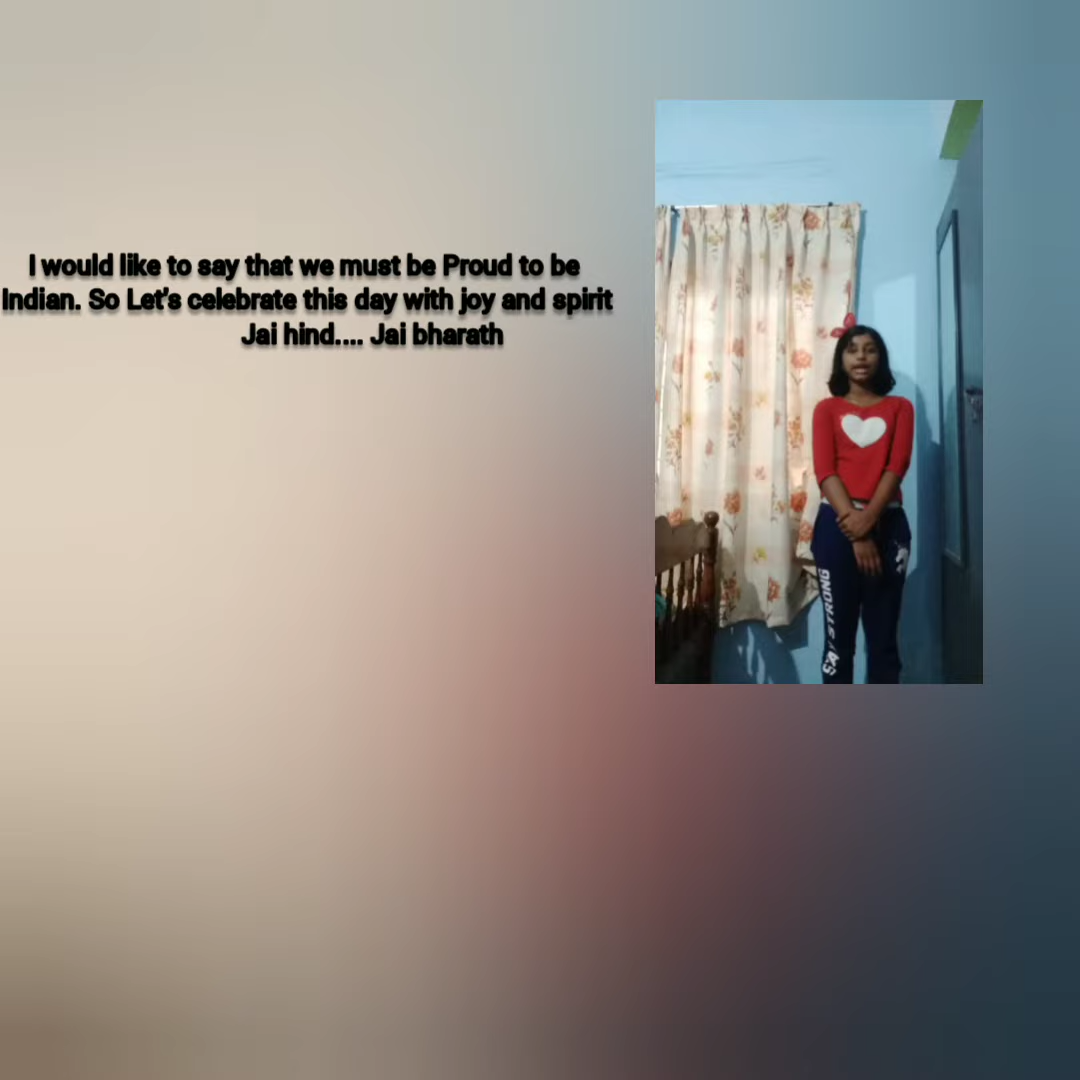 I would like to say that we must be Proud to be
Indian. So Let's celebrate this day with joy and spirit
Jai hind.... Jai bharath
STRONG